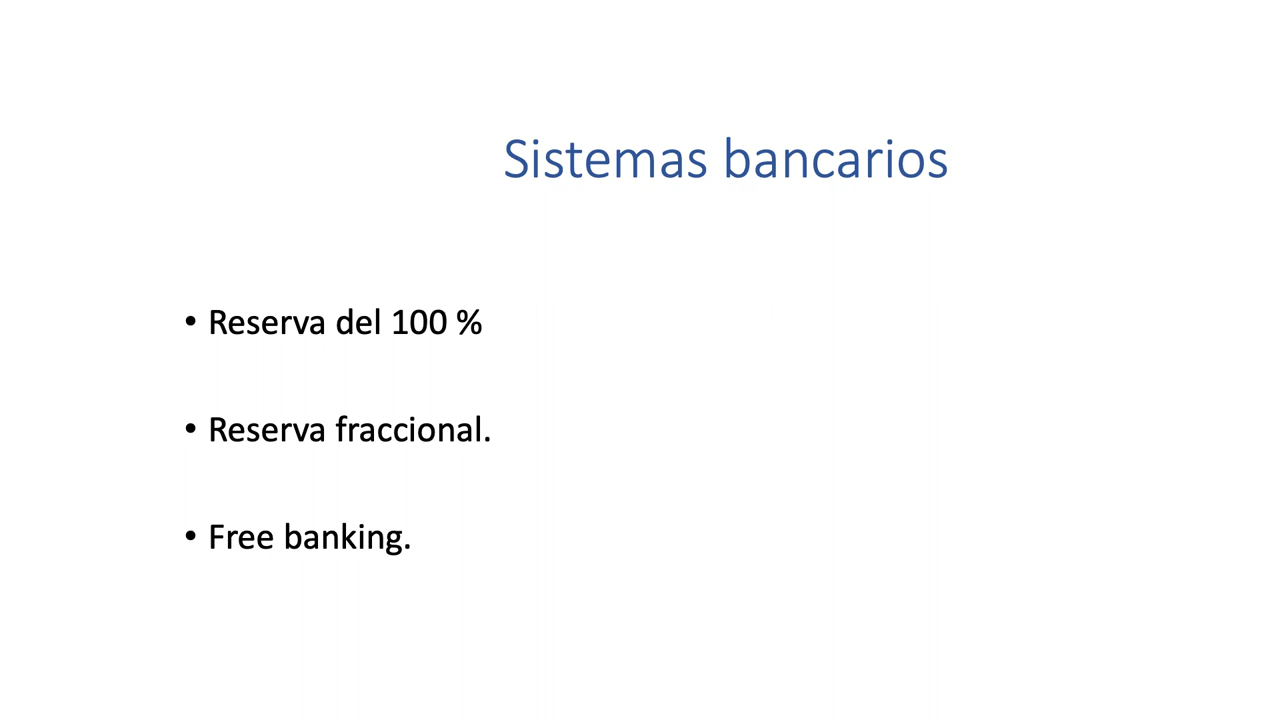 Sistemas bancarios
• Reserva del 100 %
• Reserva fraccional.
• Free banking.